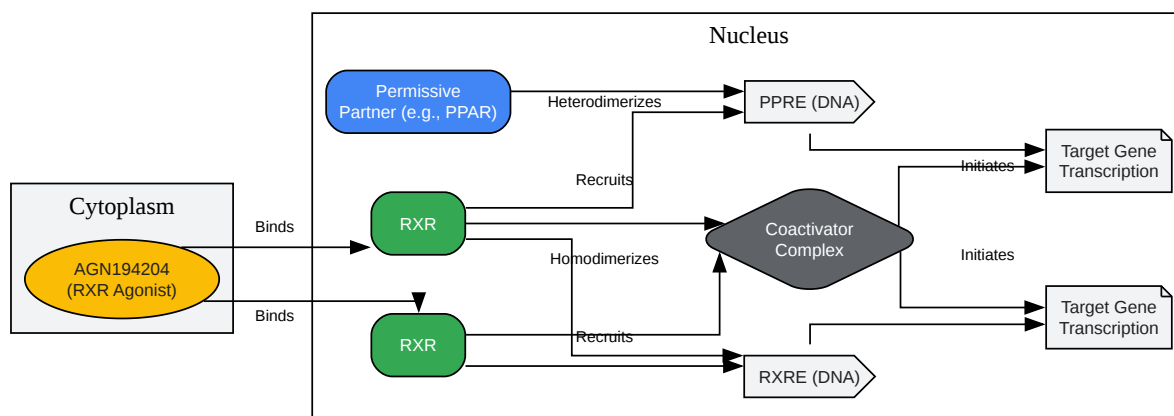 Nucleus
Permissive
Partner (e.g., PPAR)
Heterodimerizes
PPRE (DNA)
Target Gene
Transcription
Initiates
Recruits
Cytoplasm
Binds
RXR
Coactivator
Complex
Homodimerizes
Initiates
AGN194204
(RXR Agonist)
Binds
RXR
Recruits
RXRE (DNA)
Target Gene
Transcription